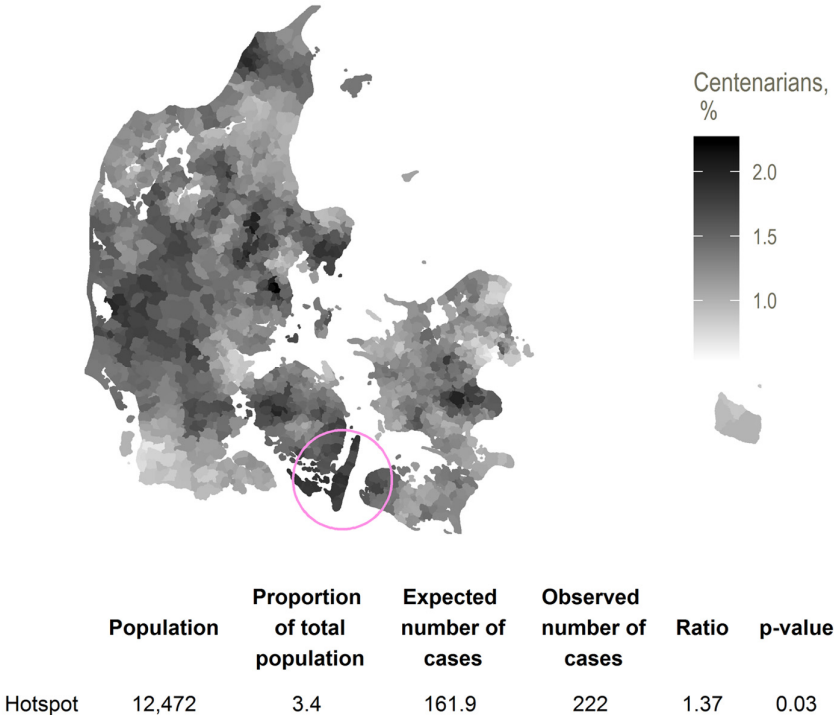 Centenarians,
%
2.0
1.5
1.0
Population Proportion of total population Expected number of cases Observed number of cases Ratio p-value
Hotspot 12,472 3.4 161.9 222 1.37 0.03